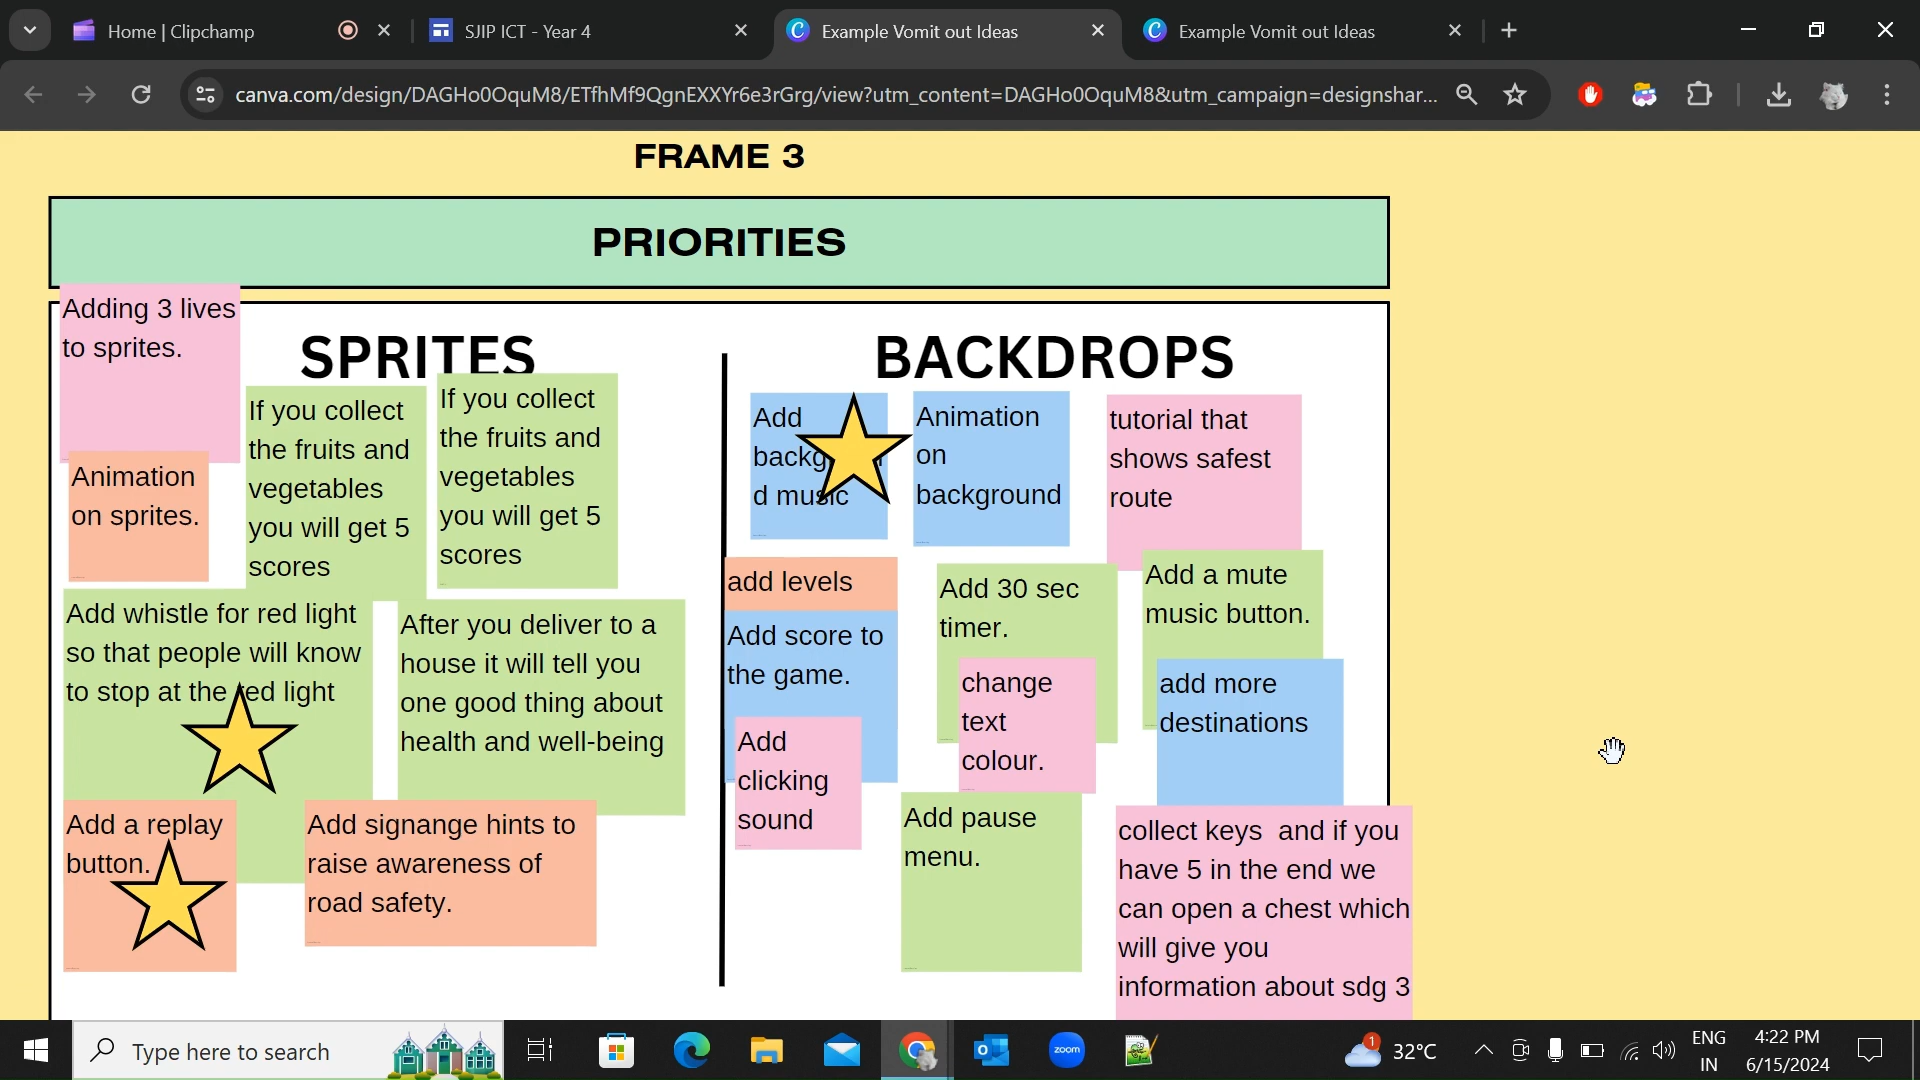 Home | Clipchamp
SJIP ICT - Year 4
Example Vomit out Ideas
Example Vomit out Ideas
canva.com/design/DAGHo0OquM8/ETfhMf9QgnEXXYr6e3rGrg/view?utm_content=DAGHo0OquM8&utm_campaign=designshar...
FRAME 3
PRIORITIES
Adding 3 lives
to sprites.
SPRITES
Animation
on sprites.
If you collect
the fruits and
vegetables
you will get 5
scores
If you collect
the fruits and
vegetables
you will get 5
scores
Add whistle for red light
so that people will know
to stop at the red light
After you deliver to a
house it will tell you
one good thing about
health and well-being
Add a replay
button.
Add signange hints to
raise awareness of
road safety.
BACKDROPS
Add
d music
Animation
on
background
tutorial that
shows safest
route
add levels
Add score to
the game.
Add
clicking
sound
Add 30 sec
timer.
change
text
colour.
Add a mute
music button.
add more
destinations
Add pause
menu.
collect keys and if you
have 5 in the end we
can open a chest which
will give you
information about sdg 3
Type here to search
zoom
1
32°C
ENG
IN
4:22 PM
6/15/2024